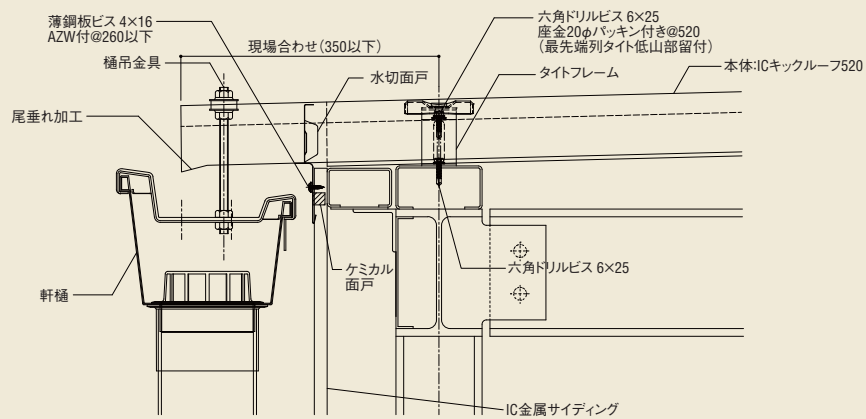 薄鋼板ビス 4×16
AZW付@260以下
樋吊金具
尾垂れ加工
現場合わせ(350以下)
水切面戸
六角ドリルビス 6×25
座金20φパッキン付き@520
(最先端列タイト低山部留付)
タイトフレーム
本体:ICキックルーフ520
軒樋
ケミカル
面戸
六角ドリルビス 6×25
IC金属サイディング